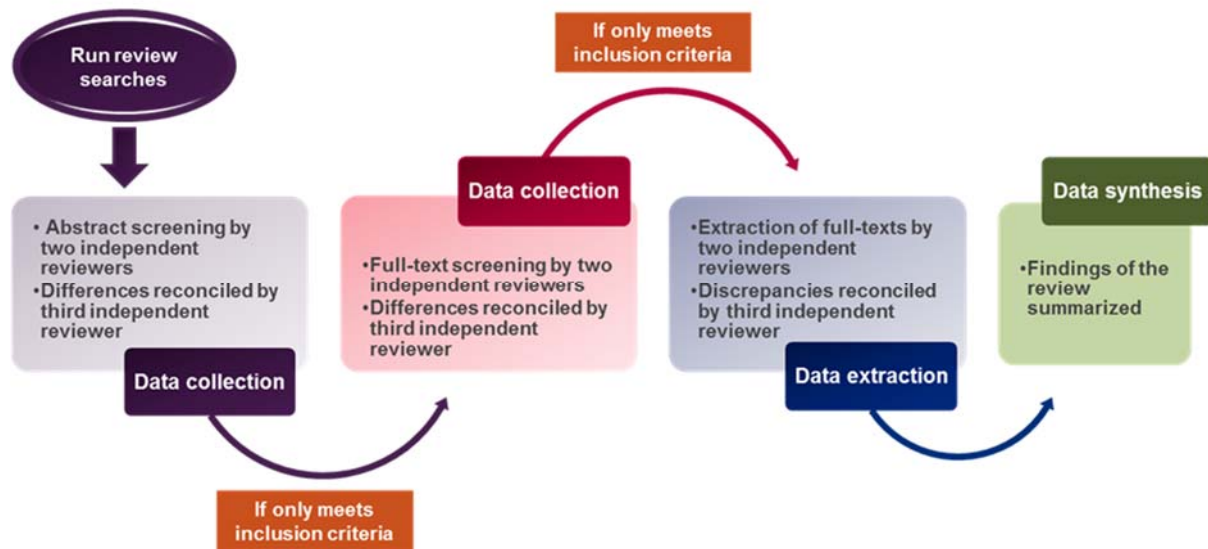 Run review
searches
• Abstract screening by
two independent
reviewers
•Differences reconciled by
third independent
reviewer
Data collection
If only meets
inclusion criteria
Data collection
•Full-text screening by two
independent reviewers
•Differences reconciled by
third independent
reviewer
If only meets
inclusion criteria
•Extraction of full-texts by
two independent
reviewers
•Discrepancies reconciled
by third independent
reviewer
Data extraction
Data synthesis
•Findings of the
review
summarized